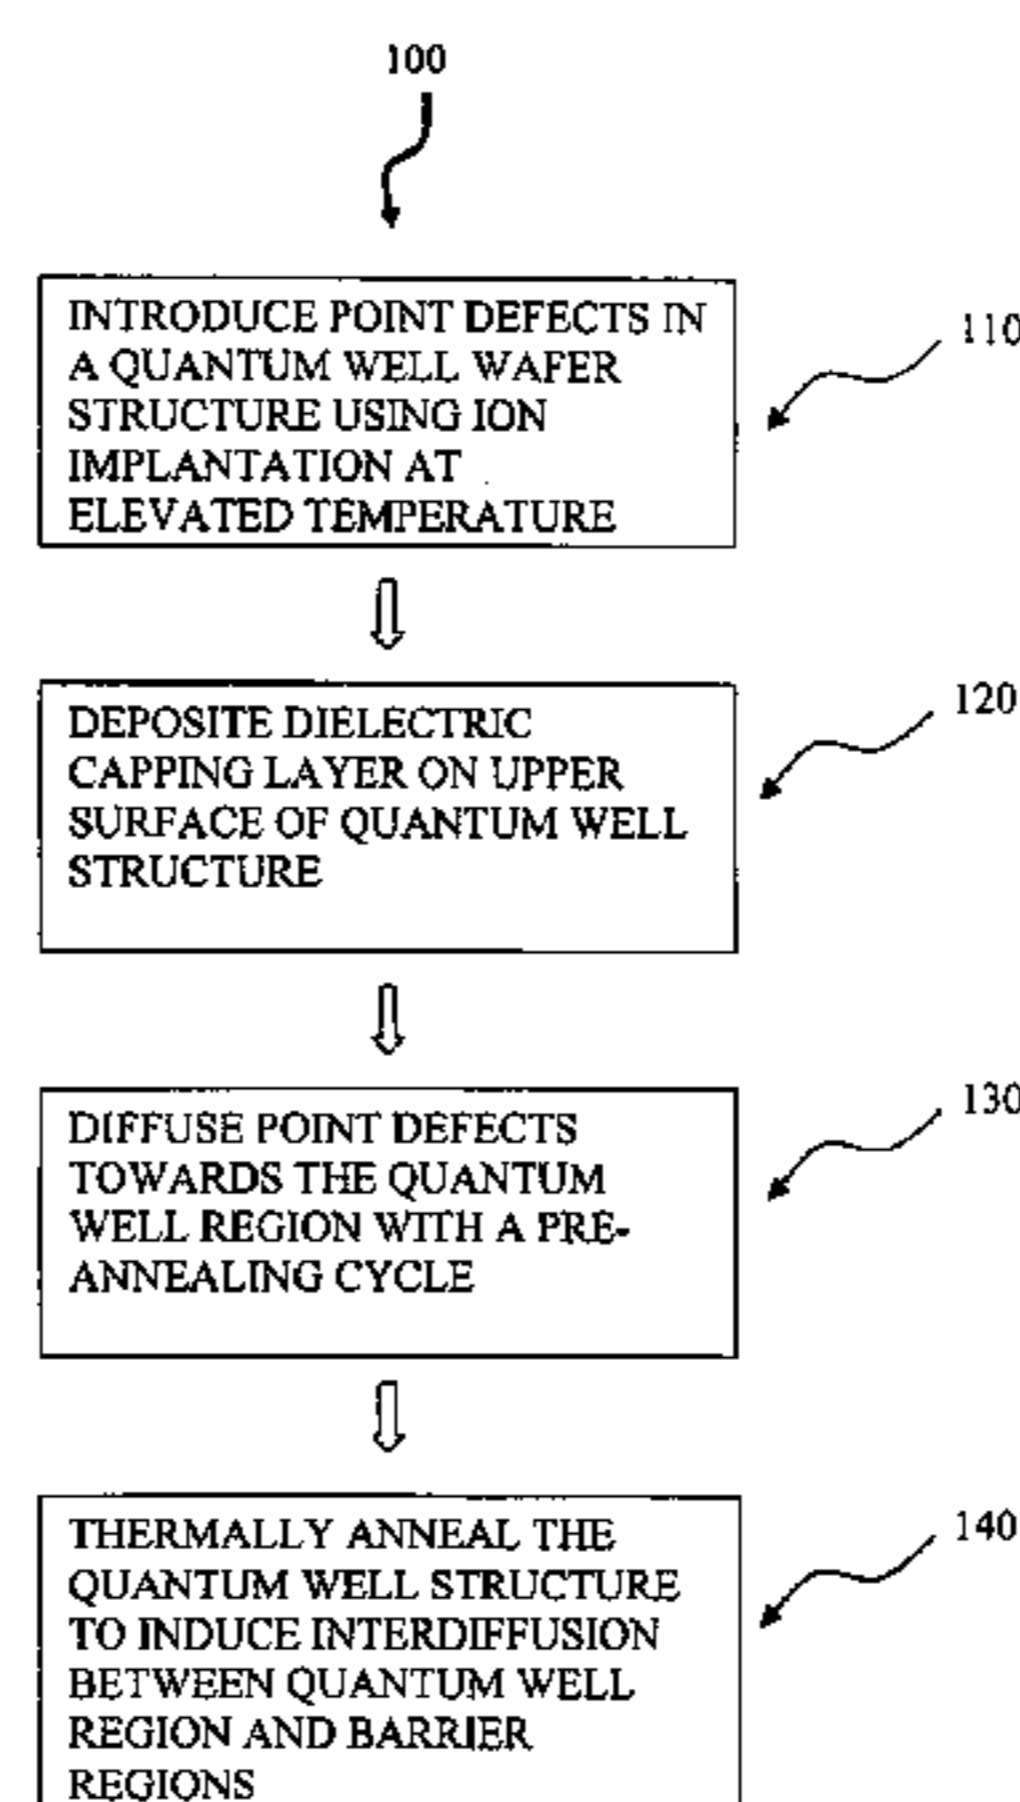 100
INTRODUCE POINT DEFECTS IN
A QUANTUM WELL WAFER
STRUCTURE USING ION
IMPLANTATION AT
ELEVATED TEMPERATURE
110
DEPOSITE DIELECTRIC
CAPPING LAYER ON UPPER
SURFACE OF QUANTUM WELL
STRUCTURE
120
DIFFUSE POINT DEFECTS
TOWARDS THE QUANTUM
WELL REGION WITH A PRE-
ANNEALING CYCLE
130
THERMALLY ANNEAL THE
QUANTUM WELL STRUCTURE
TO INDUCE INTERDIFFUSION
BETWEEN QUANTUM WELL
REGION AND BARRIER
REGIONS
140